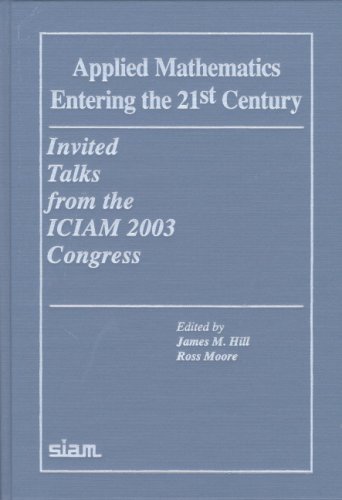 Applied Mathematics
Entering the 21st Century
Invited
Talks
from the
ICIAM 2003
Congress
Edited by
James M. Hill
Ross Moore
siam